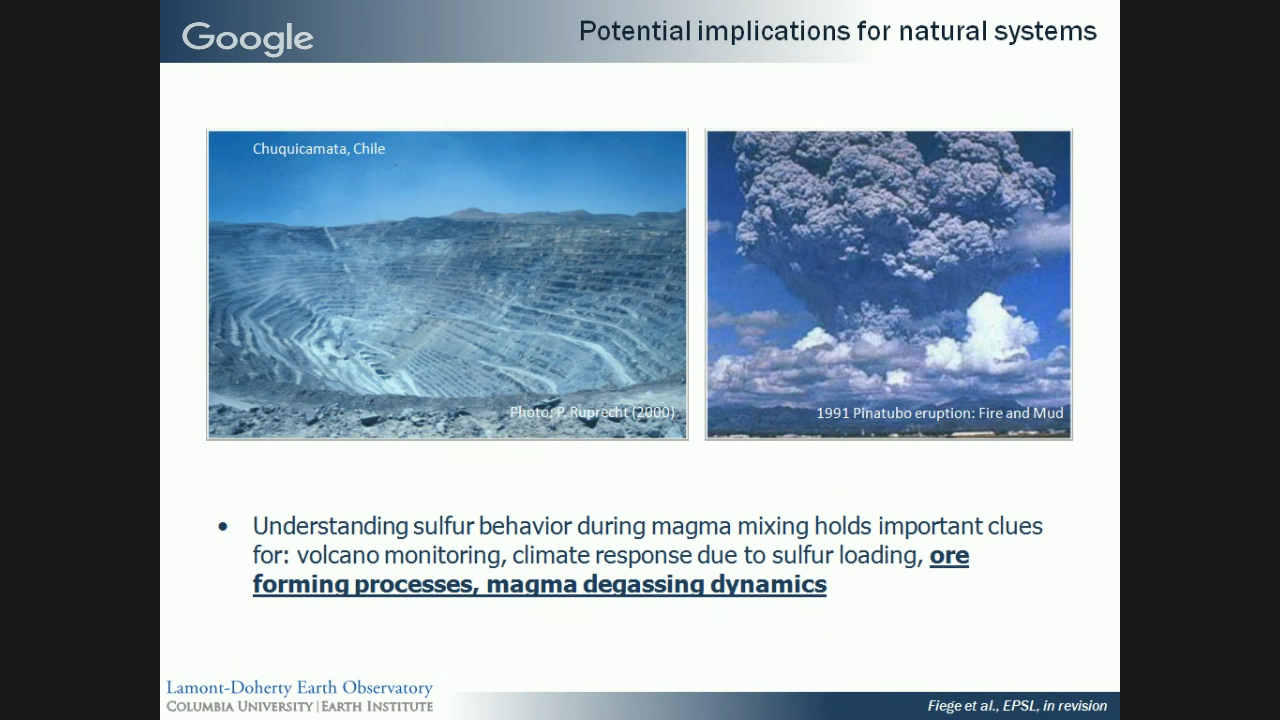 Google
Potential implications for natural systems
Chuquicamata, Chile
Photo: P. Ruprecht (2000)
1991 Pinatubo eruption: Fire and Mud
• Understanding sulfur behavior during magma mixing holds important clues
for: volcano monitoring, climate response due to sulfur loading, ore
forming processes, magma degassing dynamics
Lamont-Doherty Earth Observatory
COLUMBIA UNIVERSITY | EARTH INSTITUTE
Fiege et al., EPSL, in revision